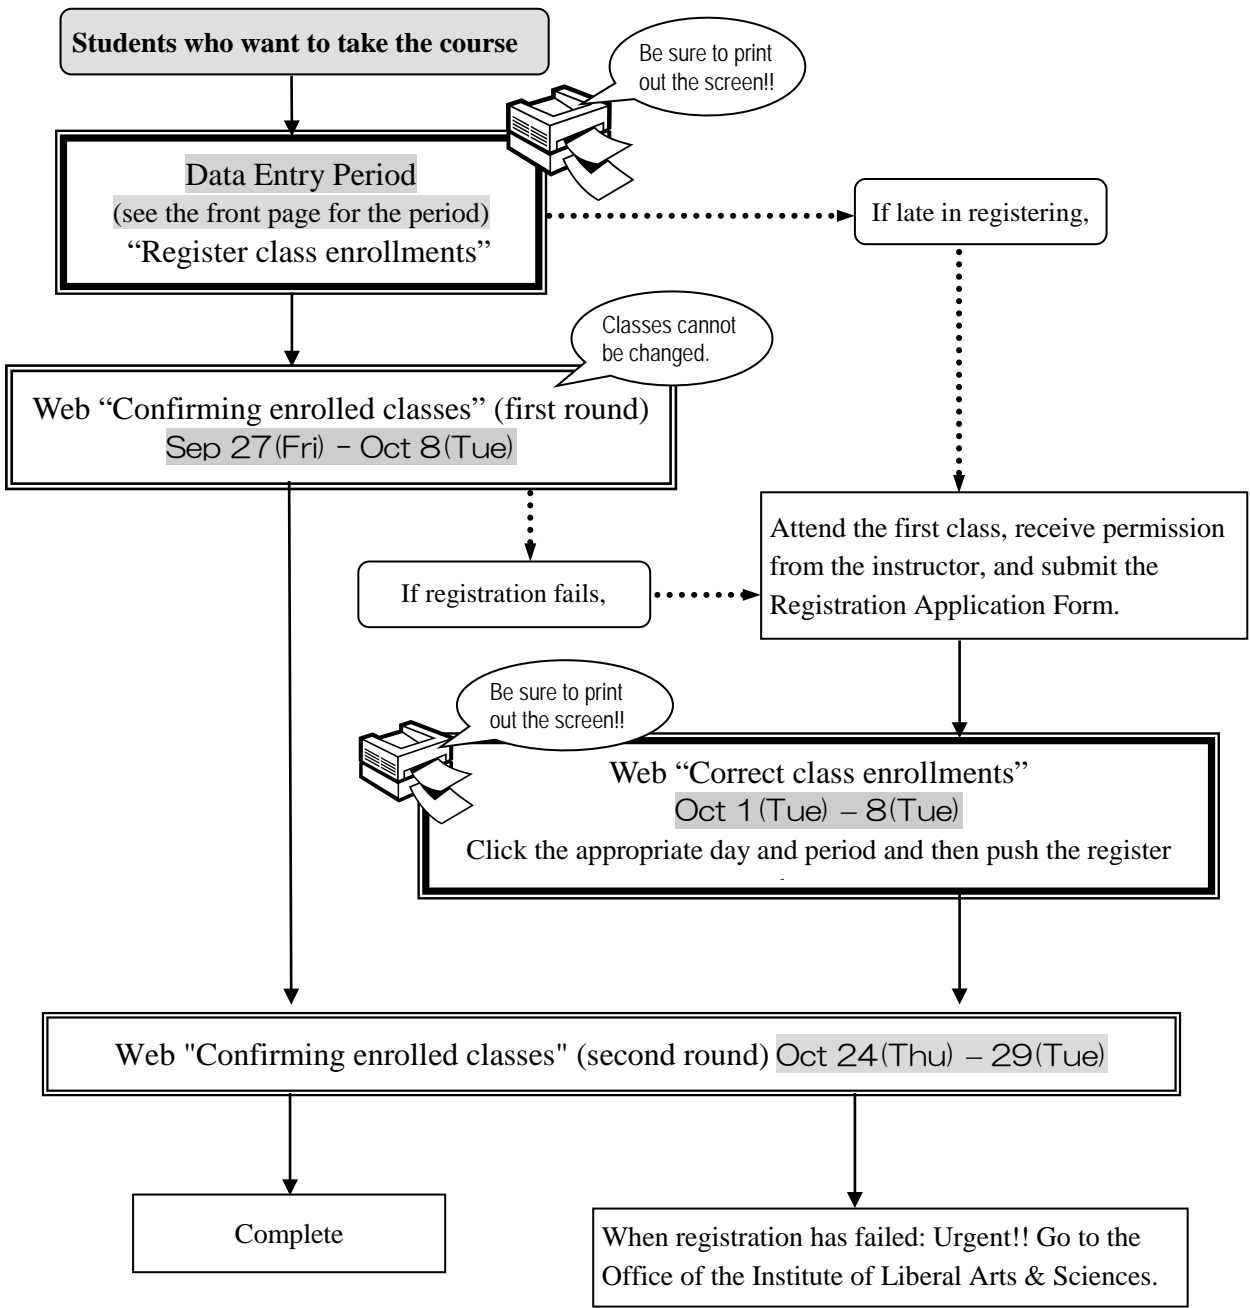 Students who want to take the course
Be sure to print
out the screen!!
Data Entry Period
(see the front page for the period)
“Register class enrollments”
If late in registering,
Classes cannot
be changed.
Web “Confirming enrolled classes” (first round)
Sep 27(Fri) – Oct 8(Tue)
Attend the first class, receive permission
from the instructor, and submit the
Registration Application Form.
If registration fails,
Be sure to print
out the screen!!
Web “Correct class enrollments”
Oct 1(Tue) – 8(Tue)
Click the appropriate day and period and then push the register
Web "Confirming enrolled classes" (second round) Oct 24(Thu) – 29(Tue)
Complete
When registration has failed: Urgent!! Go to the
Office of the Institute of Liberal Arts & Sciences.